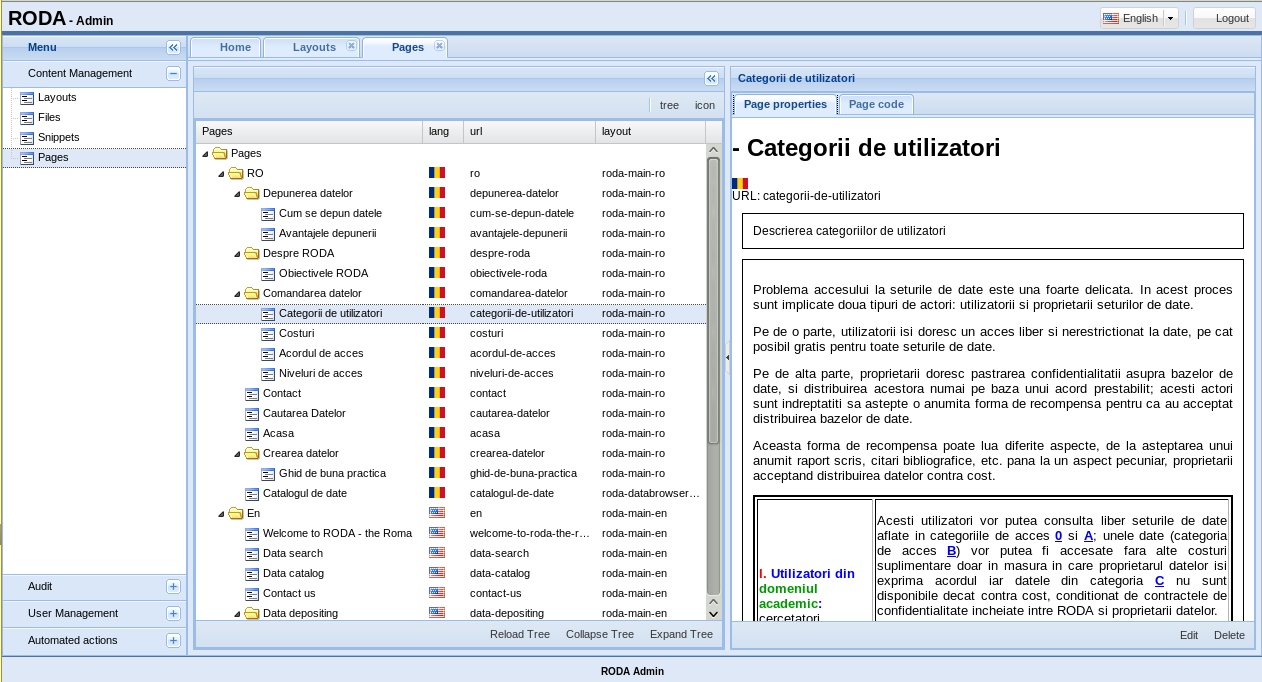 RODA - Admin
English
Logout
Menu
Content Management
Layouts
Files
Snippets
Pages
Audit
User Management
Automated actions
Home
Layouts
Pages
tree
icon
Pages lang url layout
Pages
RO ro roda-main-ro
Depunerea datelor depunerea-datelor roda-main-ro
Cum se depun datele cum-se-depun-datele roda-main-ro
Avantajele depunerii avantajele-depunerii roda-main-ro
Despre RODA despre-roda roda-main-ro
Obiectivele RODA obiectivele-roda roda-main-ro
Comandarea datelor comandarea-datelor roda-main-ro
Categorii de utilizatori categorii-de-utilizatori roda-main-ro
Costuri costuri roda-main-ro
Acordul de acces acordul-de-acces roda-main-ro
Niveluri de acces niveluri-de-acces roda-main-ro
Contact contact roda-main-ro
Cautarea Datelor cautarea-datelor roda-main-ro
Acasa acasa roda-main-ro
Crearea datelor crearea-datelor roda-main-ro
Ghid de buna practica ghid-de-buna-practica roda-main-ro
Catalogul de date catalogul-de-date roda-databrowser…
En en roda-main-en
Welcome to RODA - the Roma welcome-to-roda-the-r… roda-main-en
Data search data-search roda-main-en
Data catalog data-catalog roda-main-en
Contact us contact-us roda-main-en
Data depositing data-depositing roda-main-en
Reload Tree Collapse Tree Expand Tree
Categorii de utilizatori
Page properties
Page code
- Categorii de utilizatori
URL: categorii-de-utilizatori
Descrierea categoriilor de utilizatori
Problema accesului la seturile de date este una foarte delicata. In acest proces
sunt implicate doua tipuri de actori: utilizatorii si proprietarii seturilor de date.
Pe de o parte, utilizatorii isi doresc un acces liber si nerestrictionat la date, pe cat
posibil gratis pentru toate seturile de date.
Pe de alta parte, proprietarii doresc pastrarea confidentialitatii asupra bazelor de
date, si distribuirea acestora numai pe baza unui acord prestabilit; acesti actori
sunt indreptatiti sa astepte o anumita forma de recompensa pentru ca au acceptat
distribuirea bazelor de date.
Aceasta forma de recompensa poate lua diferite aspecte, de la asteptarea unui
anumit raport scris, citari bibliografice, etc. pana la un aspect pecuniar, proprietarii
acceptand distribuirea datelor contra cost.
I. Utilizatori din
domeniul
academic:
cercetatori
Acesti utilizatori vor putea consulta liber seturile de date
aflate in categoriile de acces 0 si A; unele date (categoria
de acces B) vor putea fi accesate fara alte costuri
suplimentare doar in masura in care proprietarul datelor isi
exprima acordul iar datele din categoria C nu sunt
disponibile decat contra cost, conditionat de contractele de
confidentialitate incheiate intre RODA si proprietarii datelor.
Edit Delete
RODA Admin